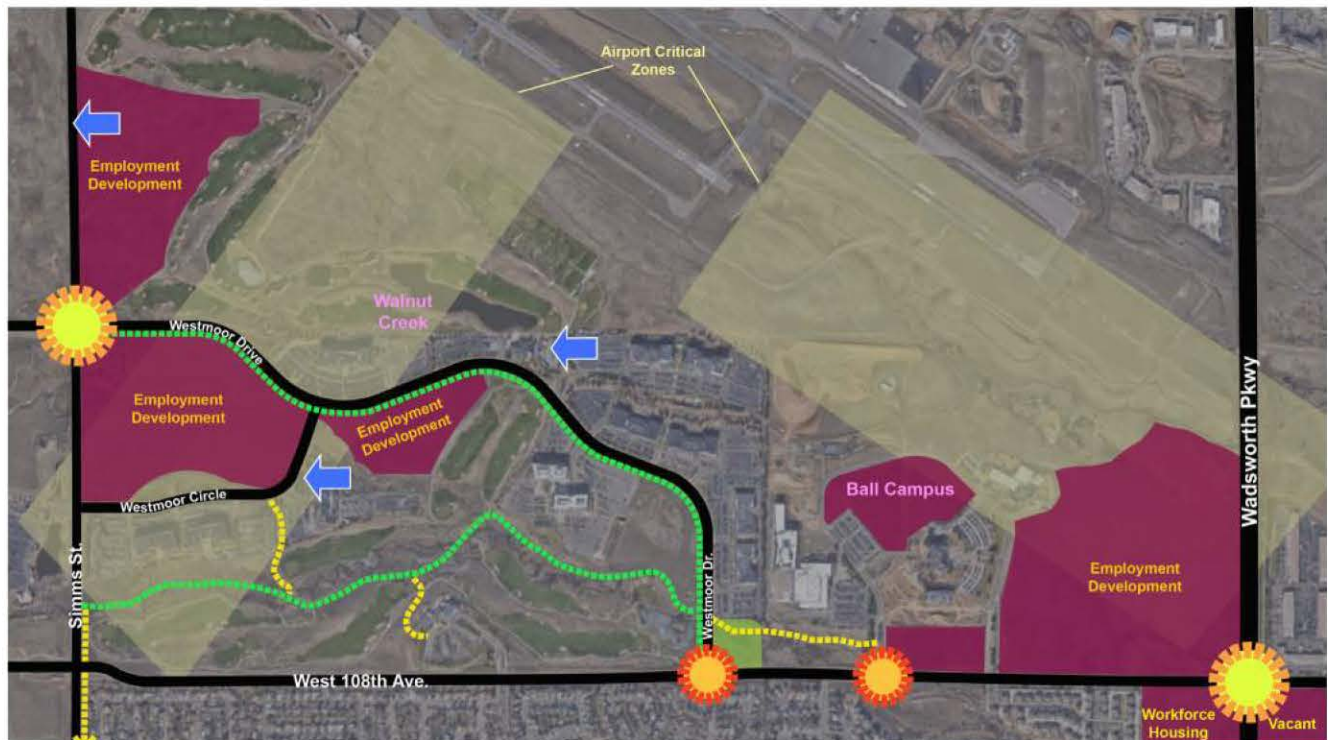 Airport Critical
Zones
Employment
Development
Walnut
Creek
Westmoor Drive
Employment
Development
Employment
Development
Westmoor Circle
Ball Campus
Wadsworth Pkwy
Employment
Development
Simms St.
Westmoor Dr.
West 108th Ave.
Workforce
Housing
Vacant